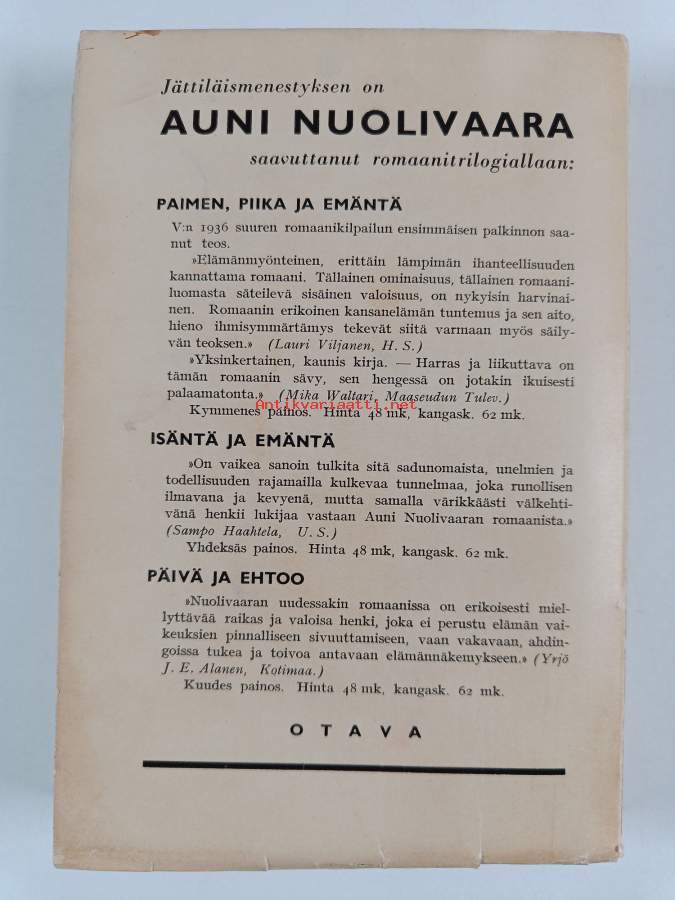 Jättiläismenestyksen on
AUNI NUOLIVAARA
saavuttanut romaanitrilogiallaan:
PAIMEN, PIIKA JA EMÄNTÄ
V:n 1936 suuren romaanikilpailun ensimmäisen palkinnon saa-
nut teos.
»Elämänmyönteinen, erittäin lämpimän ihanteellisuuden
kannattama romaani. Tällainen ominaisuus, tällainen romaani-
luomasta säteilevä sisäinen valoisuus, on nykyisin harvinai-
nen. Romaanin erikoinen kansanelämän tuntemus ja sen aito,
hieno ihmisymmärtämys tekevät siitä varmaan myös säily-
vän teoksen.» (Lauri Viljanen, H. S.)
»Yksinkertainen, kaunis kirja. — Harras ja liikuttava on
tämän romaanin sävy, sen hengessä on jotakin ikuisesti
palaamatonta.» (Mika Waltari, Maaseudun Tulev.)
Antikvariaatti.net
Kymmenes painos. Hinta 48 mk, kangask. 62 mk.
ISÄNTÄ JA EMÄNTÄ
»On vaikea sanoin tulkita sitä sadunomaista, unelmien ja
todellisuuden rajamailla kulkevaa tunnelmaa, joka runollisen
ilmavana ja kevyenä, mutta samalla värikkäästi välkehti-
vänä henkii lukijaa vastaan Auni Nuolivaaran romaanista.»
(Sampo Haahtela, U. S.)
Yhdeksäs painos. Hinta 48 mk, kangask. 62 mk.
PÄIVÄ JA EHTOO
»Nuolivaaran uudessakin romaanissa on erikoisesti miel-
lyttävää raikas ja valoisa henki, joka ei perustu elämän vai-
keuksien pinnalliseen sivuuttamiseen, vaan vakavaan, ahdin-
goissa tukea ja toivoa antavaan elämännäkemykseen.» (Yrjö
J. E. Alanen, Kotimaa.)
Kuudes painos. Hinta 48 mk, kangask. 62 mk.
OTAVA